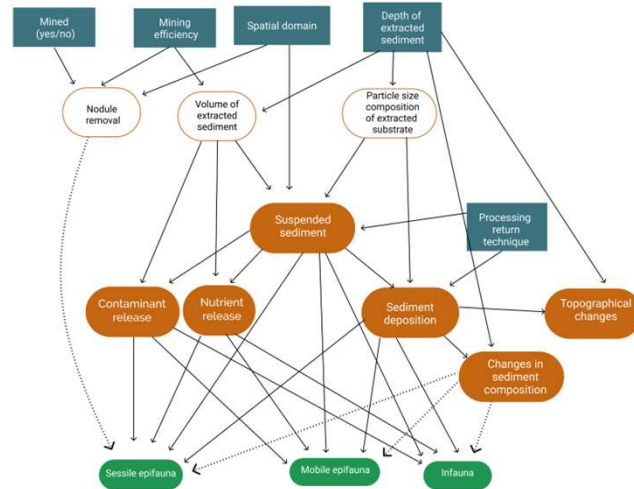 Mined
(yes/no)
Mining
efficiency
Spatial domain
Depth of
extracted
sediment
Nodule
removal
Volume of
extracted
sediment
Particle size
composition
of extracted
substrate
Suspended
sediment
Processing
return
technique
Contaminant
release
Nutrient
release
Sediment
deposition
Topographical
changes
Changes in
sediment
composition
Sessile epifauna
Mobile epifauna
Infauna